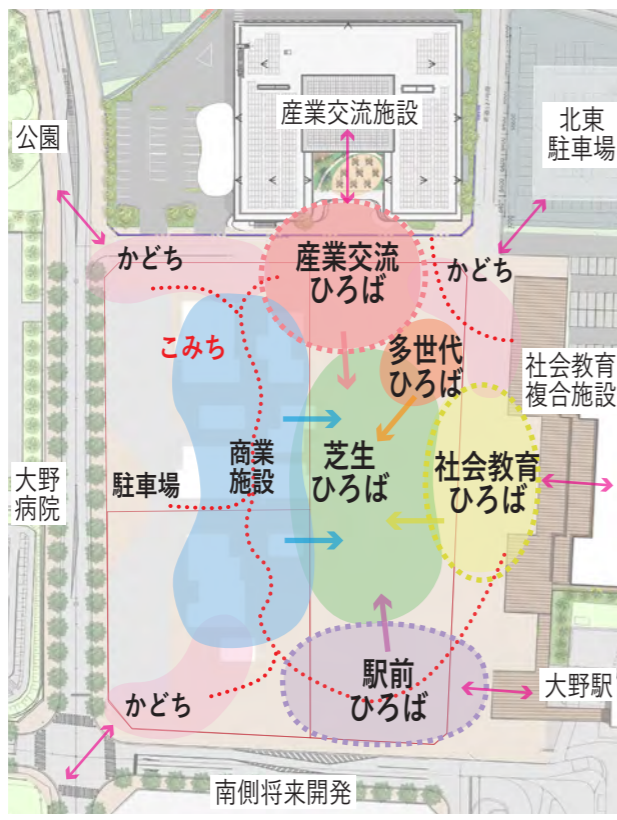 産業交流施設
公園
北東
駐車場
かどち
産業交流
ひろば
かどち
こみち
多世代
ひろば
社会教育
複合施設
大野
病院
駐車場
商業
施設
芝生
ひろば
社会教育
ひろば
駅前
ひろば
大野駅
かどち
南側将来開発